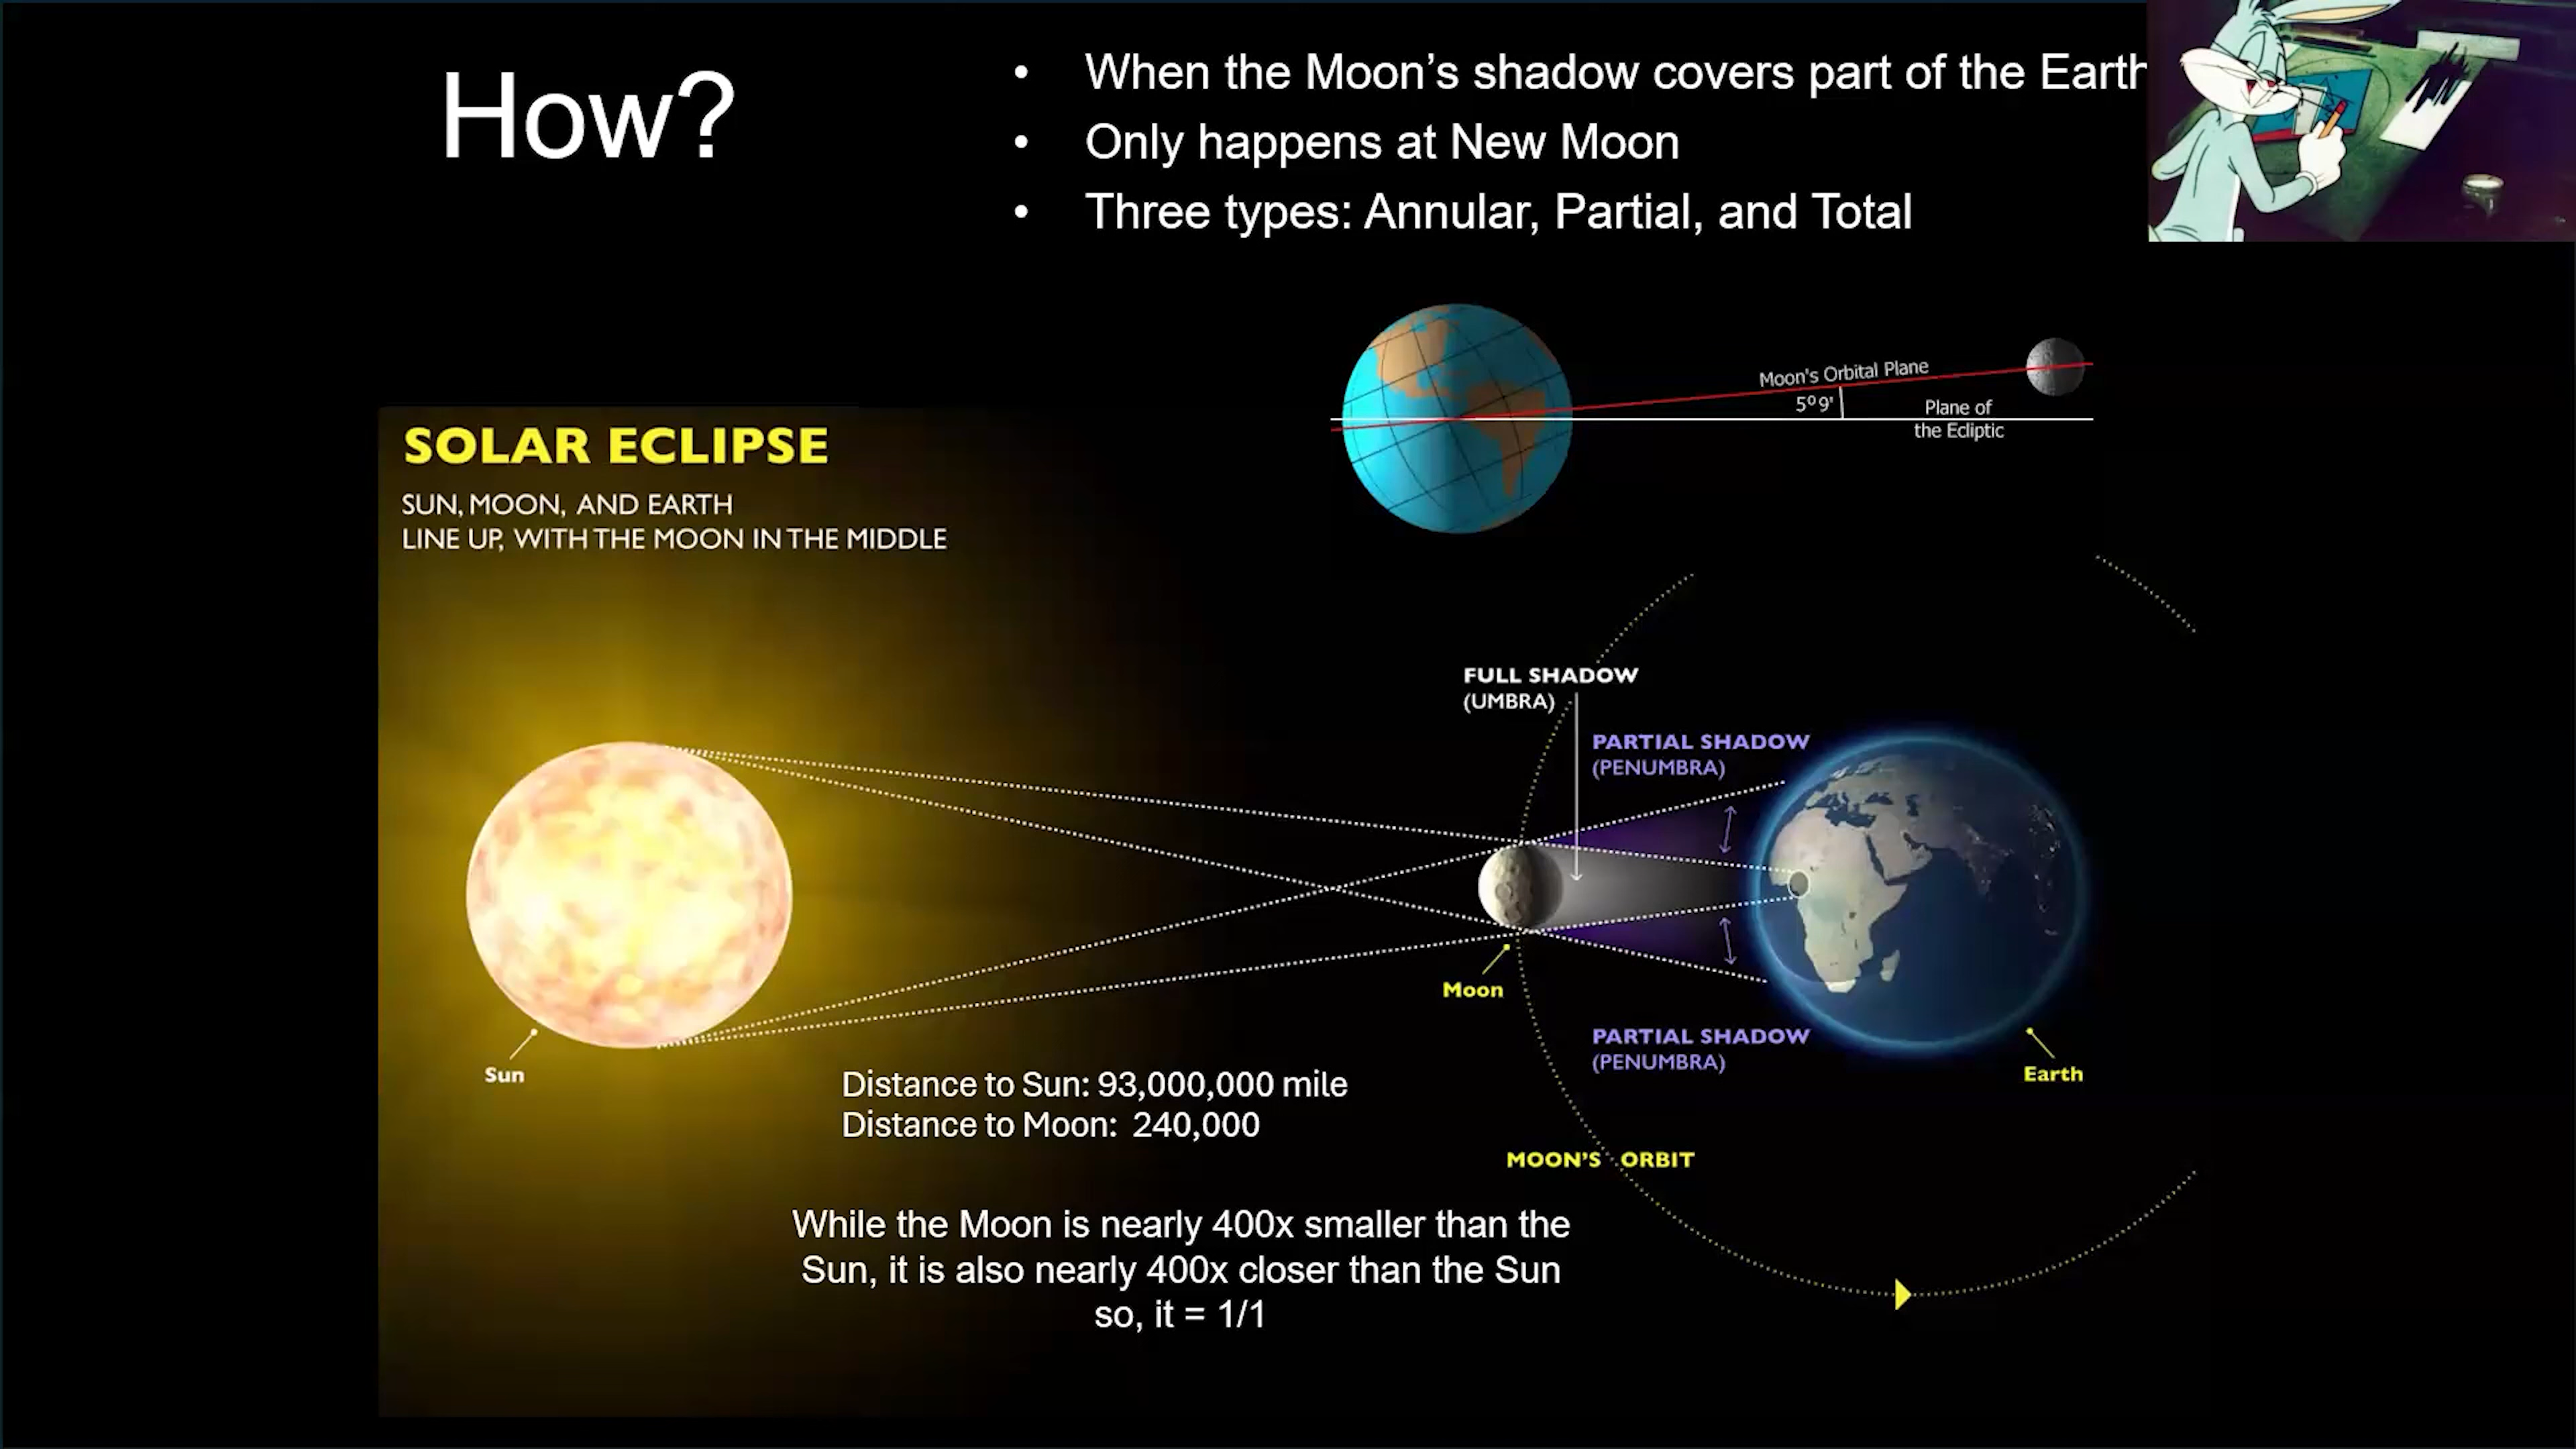 How?
• When the Moon’s shadow covers part of the Earth
• Only happens at New Moon
• Three types: Annular, Partial, and Total
Moon's Orbital Plane
5º9'
Plane of
the Ecliptic
SOLAR ECLIPSE
SUN, MOON, AND EARTH
LINE UP, WITH THE MOON IN THE MIDDLE
FULL SHADOW
(UMBRA)
PARTIAL SHADOW
(PENUMBRA)
Moon
PARTIAL SHADOW
(PENUMBRA)
Sun
Earth
Distance to Sun: 93,000,000 mile
Distance to Moon: 240,000
MOON’S ORBIT
While the Moon is nearly 400x smaller than the
Sun, it is also nearly 400x closer than the Sun
so, it = 1/1